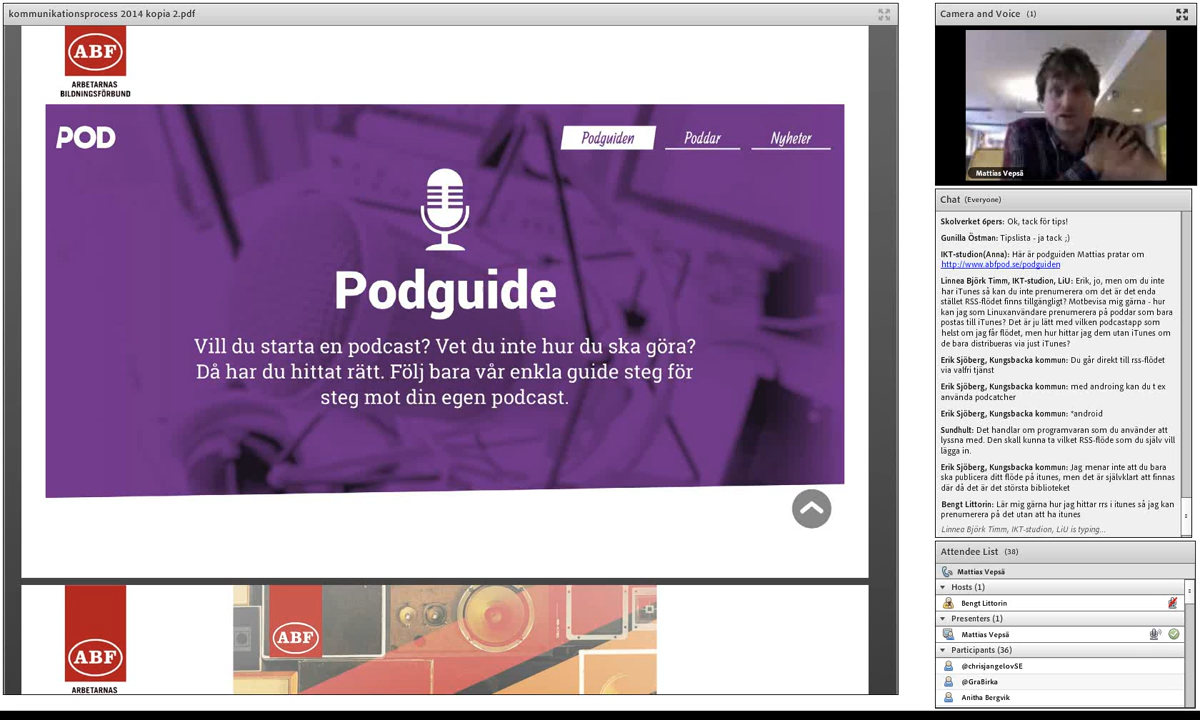 kommunikationsprocess 2014 kopia 2.pdf
ABF
ARBETARNAS
BILDNINGSFÖRBUND
POD
Podguiden
Poddar
Nyheter
Podguide
Vill du starta en podcast? Vet du inte hur du ska göra?
Då har du hittat rätt. Följ bara vår enkla guide steg för
steg mot din egen podcast.
ABF
ARBETARNAS
ABF
Camera and Voice (1)
Mattias Vepsä
Chat (Everyone)
Skolverket 6pers: Ok, tack för tips!
Gunilla Östman: Tipslista - ja tack ;)
IKT-studion(Anna): Här är podguiden Mattias pratar om
http://www.abfpod.se/podguiden
Linnea Björk Timm, IKT-studion, LiU: Erik, jo, men om du inte
har iTunes så kan du inte prenumerera om det är det enda
stället RSS-flödet finns tillgängligt? Motbevisa mig gärna - hur
kan jag som Linuxanvändare prenumerera på poddar som bara
postas till iTunes? Det är ju lätt med vilken podcastapp som
helst om jag får flödet, men hur hittar jag dem utan iTunes om
de bara distribueras via just iTunes?
Erik Sjöberg, Kungsbacka kommun: Du går direkt till rss-flödet
via valfri tjänst
Erik Sjöberg, Kungsbacka kommun: med androing kan du t ex
använda podcatcher
Erik Sjöberg, Kungsbacka kommun: *android
Sundhult: Det handlar om programvaran som du använder att
lyssna med. Den skall kunna ta vilket RSS-flöde som du själv vill
lägga in.
Erik Sjöberg, Kungsbacka kommun: Jag menar inte att du bara
ska publicera ditt flöde på itunes, men det är självklart att finnas
där då det är det största biblioteket
Bengt Littorin: Lär mig gärna hur jag hittar rrs i itunes så jag kan
prenumerera på det utan att ha itunes
Linnea Björk Timm, IKT-studion, LiU is typing...
Attendee List (38)
Mattias Vepsä
Hosts (1)
Bengt Littorin
Presenters (1)
Mattias Vepsä
Participants (36)
@chrisjangelovSE
@GraBirka
Anitha Bergvik